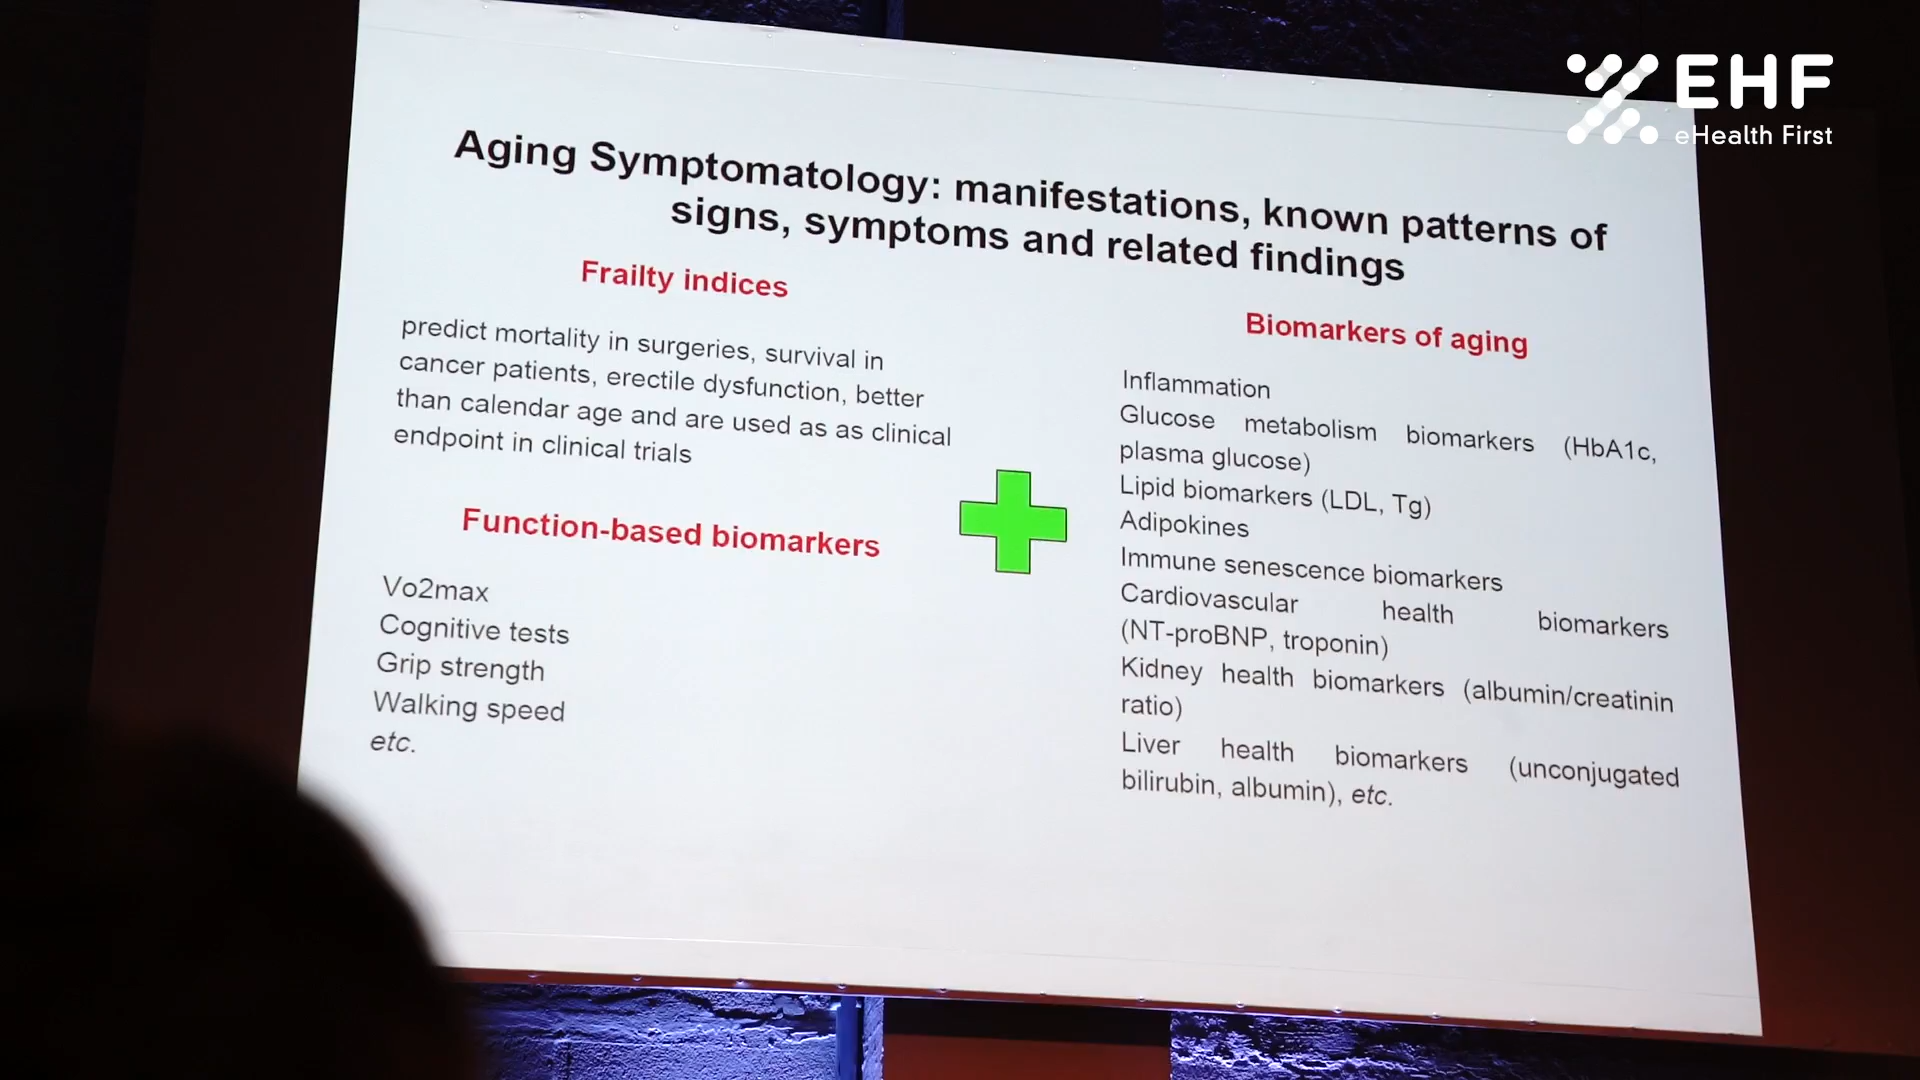 EHF
eHealth First
Aging Symptomatology: manifestations, known patterns of
signs, symptoms and related findings
Frailty indices
predict mortality in surgeries, survival in
cancer patients, erectile dysfunction, better
than calendar age and are used as as clinical
endpoint in clinical trials
Function-based biomarkers
Vo2max
Cognitive tests
Grip strength
Walking speed
etc.
Biomarkers of aging
Inflammation
Glucose metabolism biomarkers (HbA1c,
plasma glucose)
Lipid biomarkers (LDL, Tg)
Adipokines
Immune senescence biomarkers
Cardiovascular health biomarkers
(NT-proBNP, troponin)
Kidney health biomarkers (albumin/creatinin
ratio)
Liver health biomarkers (unconjugated
bilirubin, albumin), etc.